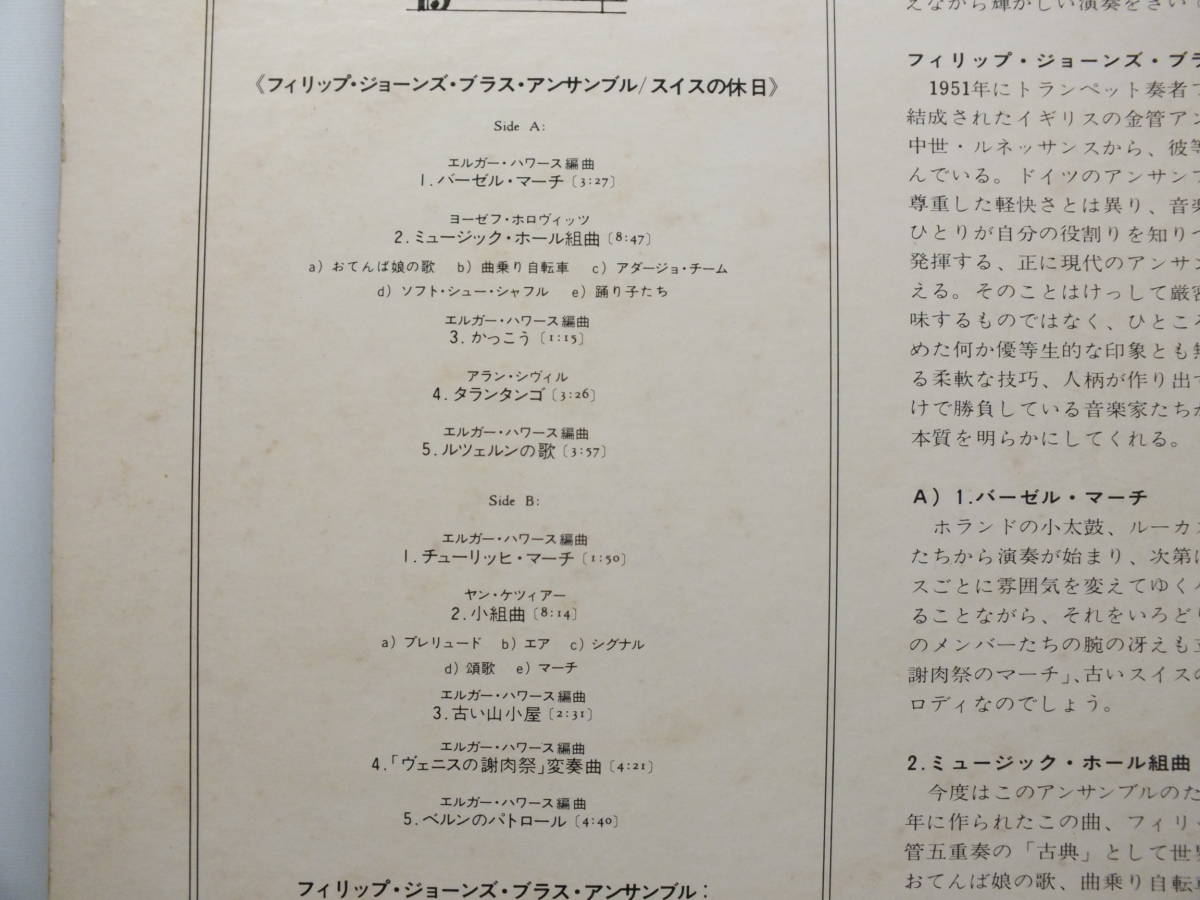 《フィリップ・ジョーンズ・ブラス・アンサンブル/スイスの休日》
Side A:
エルガー・ハワース編曲
1.バーゼル・マーチ〔3:27〕
ヨーゼフ・ホロヴィッツ
2.ミュージック・ホール組曲〔8:47〕
a)おてんば娘の歌 b)曲乗り自転車 c)アダージョ・チーム
d)ソフト・シュー・シャフル e)踊り子たち
エルガー・ハワース編曲
3.かっこう〔1:15〕
アラン・シヴィル
4.タランタンゴ〔3:26〕
エルガー・ハワース編曲
5.ルツェルンの歌〔3:57〕
Side B:
エルガー・ハワース編曲
1.チューリッヒ・マーチ〔1:50〕
ヤン・ケツィアー
2.小組曲〔8:14〕
a)プレリュード b)エア c)シグナル
d)頌歌 e)マーチ
エルガー・ハワース編曲
3.古い山小屋〔2:31〕
エルガー・ハワース編曲
4.「ヴェニスの謝肉祭」変奏曲〔4:21〕
エルガー・ハワース編曲
5.ベルンのパトロール〔4:40〕
フィリップ・ジョーンズ・ブラス・アンサンブル:
えながら輝かしい演奏をきいて
フィリップ・ジョーンズ・ブラ
1951年にトランペット奏者フ
結成されたイギリスの金管アン
中世・ルネッサンスから、彼等
んでいる。ドイツのアンサンブ
尊重した軽快さとは異り、音楽
ひとりが自分の役割りを知りつ
発揮する、正に現代のアンサン
える。そのことはけっして厳密
味するものではなく、ひところ
めた何か優等生的な印象とも無
る柔軟な技巧、人柄が作り出す
けで勝負している音楽家たちが
本質を明らかにしてくれる。
A) 1.バーゼル・マーチ
ホランドの小太鼓、ルーカス
たちから演奏が始まり、次第に
スごとに雰囲気を変えてゆく
ることながら、それをいろどり
のメンバーたちの腕の冴えも
謝肉祭のマーチ」、古いスイスの
ロディなのでしょう。
2.ミュージック・ホール組曲
今度はこのアンサンブルのた
年に作られたこの曲、フィリッ
管五重奏の「古典」として世界
おてんば娘の歌、曲乗り自転車